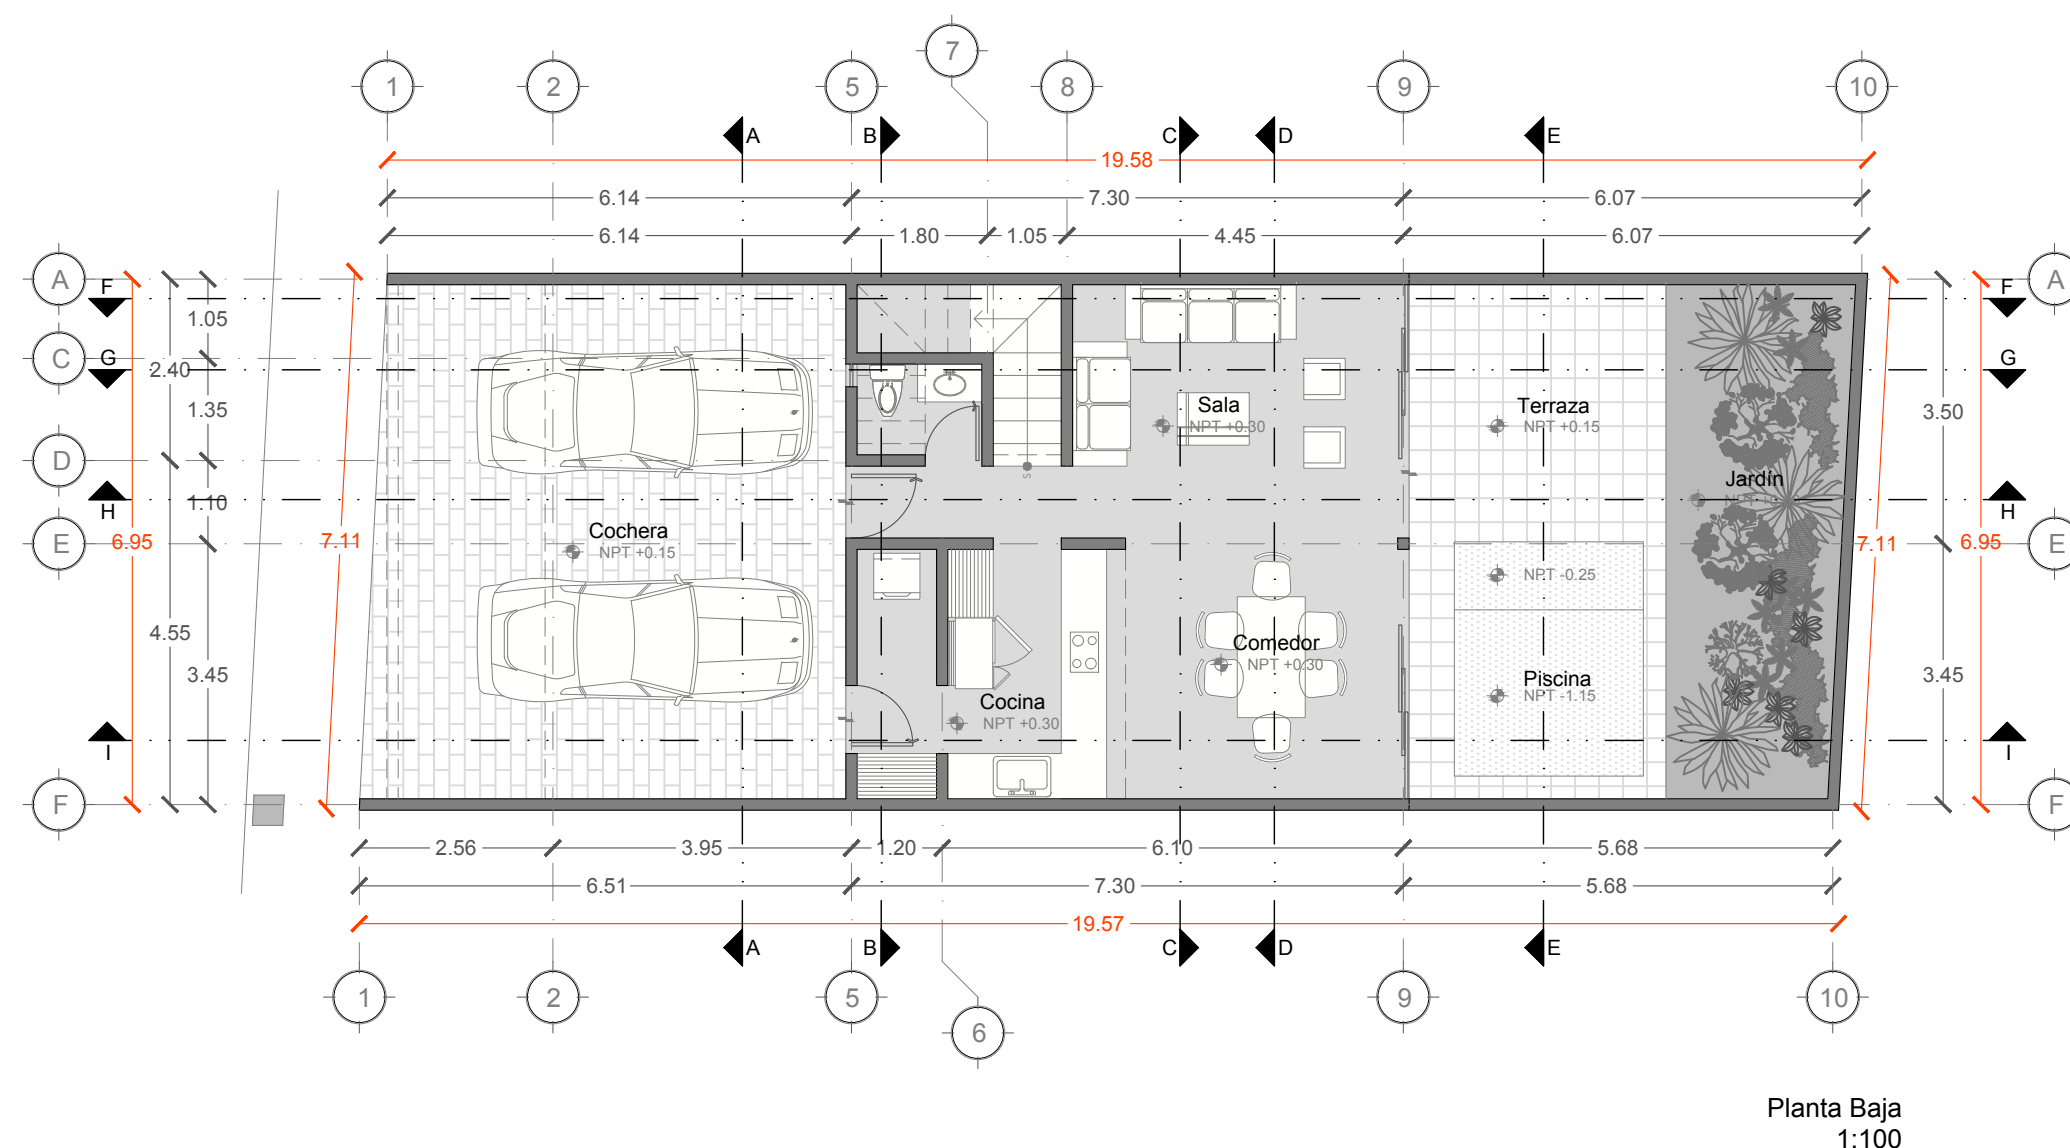 7
1 2 5 8 9 10
A B C D E
19.58
6.14 7.30 6.07
6.14 1.80 1.05 4.45 6.07
A F F A
1.05
C G G
2.40
1.35 3.50
Sala Terraza
NPT +0.30 NPT +0.15
D
S
Jardín
1.10
H H
Cochera
NPT +0.15
E 6.95 7.11 7.11 6.95 E
NPT -0.25
4.55 Comedor
NPT +0.30
3.45 Piscina 3.45
NPT -1.15
Cocina
NPT +0.30
I I
F F
2.56 3.95 1.20 6.10 5.68
6.51 7.30 5.68
19.57
A B C D E
1 2 5 9 10
6
Planta Baja
1:100